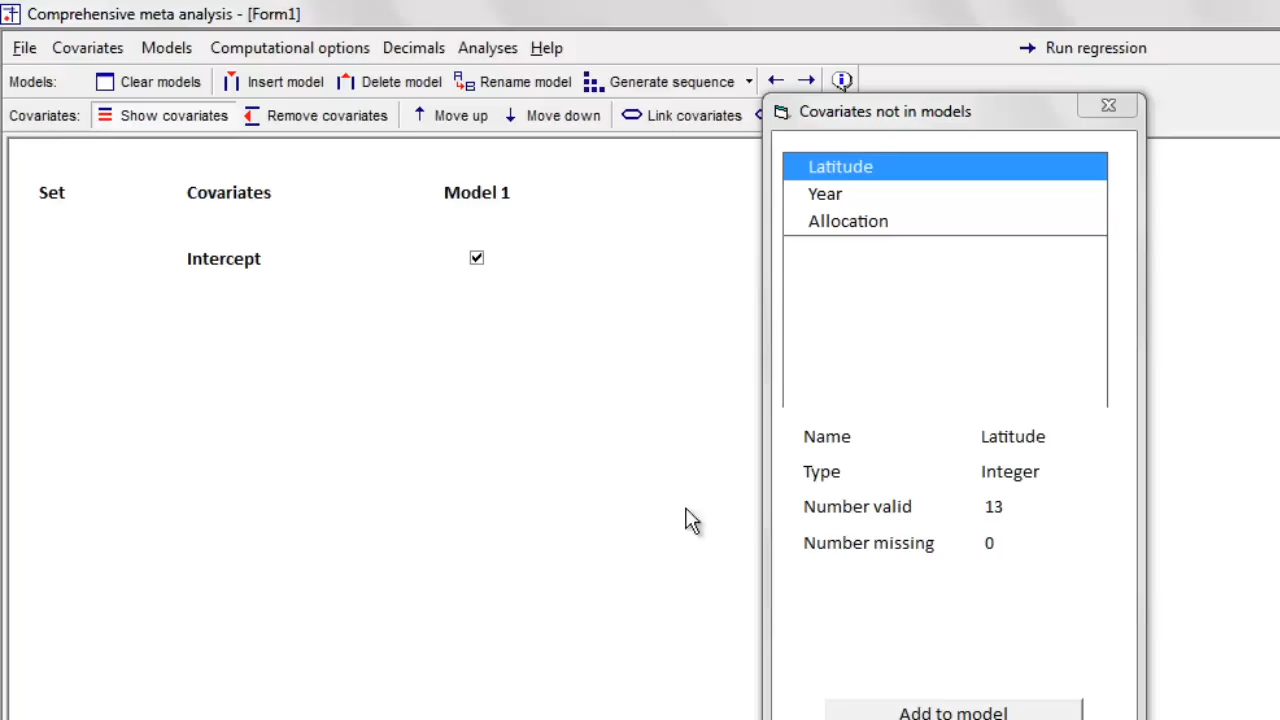 Comprehensive meta analysis - [Form1]
File Covariates Models Computational options Decimals Analyses Help Run regression
Models: Clear models Insert model Delete model Rename model Generate sequence
Covariates: Show covariates Remove covariates Move up Move down Link covariates
Covariates not in models
Set Covariates Model 1
Intercept
Latitude
Year
Allocation
Name Latitude
Type Integer
Number valid 13
Number missing 0
Add to model